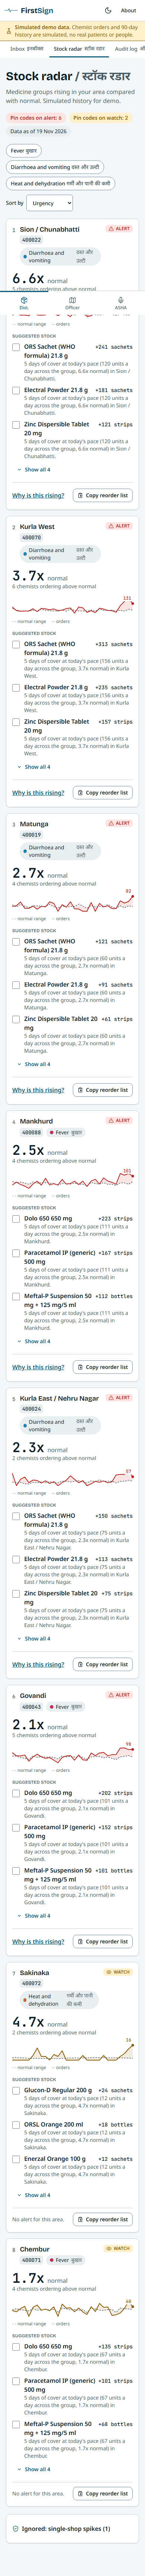 FirstSign
About
Simulated demo data. Chemist orders and 90-day
history are simulated, no real patients or people.
Inbox इनबॉक्स
Stock radar स्टॉक रडार
Audit log
Stock radar / स्टॉक रडार
Medicine groups rising in your area compared
with normal. Simulated history for demo.
Pin codes on alert: 6
Pin codes on watch: 2
Data as of 19 Nov 2026
Fever बुखार
Diarrhoea and vomiting दस्त और उल्टी
Heat and dehydration गर्मी और पानी की कमी
Sort by
Urgency
1 Sion / Chunabhatti
ALERT
400022
Diarrhoea and vomiting दस्त और उल्टी
6.6x normal
5 chemists ordering above normal
Dist.
Officer
ASHA
normal range
orders
SUGGESTED STOCK
ORS Sachet (WHO formula) 21.8 g
+241 sachets
5 days of cover at today's pace (120 units a
day across the group, 6.6x normal) in Sion /
Chunabhatti.
Electral Powder 21.8 g
+181 sachets
5 days of cover at today's pace (120 units a
day across the group, 6.6x normal) in Sion /
Chunabhatti.
Zinc Dispersible Tablet 20 mg
+121 strips
5 days of cover at today's pace (120 units a
day across the group, 6.6x normal) in Sion /
Chunabhatti.
Show all 4
Why is this rising?
Copy reorder list
2 Kurla West
ALERT
400070
Diarrhoea and vomiting दस्त और उल्टी
3.7x normal
6 chemists ordering above normal
131
normal range
orders
SUGGESTED STOCK
ORS Sachet (WHO formula) 21.8 g
+313 sachets
5 days of cover at today's pace (156 units a
day across the group, 3.7x normal) in Kurla
West.
Electral Powder 21.8 g
+235 sachets
5 days of cover at today's pace (156 units a
day across the group, 3.7x normal) in Kurla
West.
Zinc Dispersible Tablet 20 mg
+157 strips
5 days of cover at today's pace (156 units a
day across the group, 3.7x normal) in Kurla
West.
Show all 4
Why is this rising?
Copy reorder list
3 Matunga
ALERT
400019
Diarrhoea and vomiting दस्त और उल्टी
2.7x normal
4 chemists ordering above normal
normal range
orders
SUGGESTED STOCK
ORS Sachet (WHO formula) 21.8 g
+121 sachets
5 days of cover at today's pace (60 units a
day across the group, 2.7x normal) in
Matunga.
Electral Powder 21.8 g
+91 sachets
5 days of cover at today's pace (60 units a
day across the group, 2.7x normal) in
Matunga.
Zinc Dispersible Tablet 20 mg
+61 strips
5 days of cover at today's pace (60 units a
day across the group, 2.7x normal) in
Matunga.
Show all 4
Why is this rising?
Copy reorder list
4 Mankhurd
ALERT
400088
Fever बुखार
2.5x normal
4 chemists ordering above normal
101
normal range
orders
SUGGESTED STOCK
Dolo 650 650 mg
+223 strips
5 days of cover at today's pace (111 units a
day across the group, 2.5x normal) in
Mankhurd.
Paracetamol IP (generic) 500 mg
+167 strips
5 days of cover at today's pace (111 units a
day across the group, 2.5x normal) in
Mankhurd.
Meftal-P Suspension 50 mg + 125 mg/5 ml
+112 bottles
5 days of cover at today's pace (111 units a
day across the group, 2.5x normal) in
Mankhurd.
Show all 4
Why is this rising?
Copy reorder list
5 Kurla East / Nehru Nagar
ALERT
400024
Diarrhoea and vomiting दस्त और उल्टी
2.3x normal
2 chemists ordering above normal
57
normal range
orders
SUGGESTED STOCK
ORS Sachet (WHO formula) 21.8 g
+150 sachets
5 days of cover at today's pace (75 units a
day across the group, 2.3x normal) in Kurla
East / Nehru Nagar.
Electral Powder 21.8 g
+113 sachets
5 days of cover at today's pace (75 units a
day across the group, 2.3x normal) in Kurla
East / Nehru Nagar.
Zinc Dispersible Tablet 20 mg
+75 strips
5 days of cover at today's pace (75 units a
day across the group, 2.3x normal) in Kurla
East / Nehru Nagar.
Show all 4
Why is this rising?
Copy reorder list
6 Govandi
ALERT
400043
Fever बुखार
2.1x normal
5 chemists ordering above normal
normal range
orders
SUGGESTED STOCK
Dolo 650 650 mg
+202 strips
5 days of cover at today's pace (101 units a
day across the group, 2.1x normal) in
Govandi.
Paracetamol IP (generic) 500 mg
+152 strips
5 days of cover at today's pace (101 units a
day across the group, 2.1x normal) in
Govandi.
Meftal-P Suspension 50 mg + 125 mg/5 ml
+101 bottles
5 days of cover at today's pace (101 units a
day across the group, 2.1x normal) in
Govandi.
Show all 4
Why is this rising?
Copy reorder list
7 Sakinaka
WATCH
400072
Heat and dehydration गर्मी और पानी की कमी
4.7x normal
2 chemists ordering above normal
16
normal range
orders
SUGGESTED STOCK
Glucon-D Regular 200 g
+24 sachets
5 days of cover at today's pace (12 units a
day across the group, 4.7x normal) in
Sakinaka.
ORSL Orange 200 ml
+18 bottles
5 days of cover at today's pace (12 units a
day across the group, 4.7x normal) in
Sakinaka.
Enerzal Orange 100 g
+12 sachets
5 days of cover at today's pace (12 units a
day across the group, 4.7x normal) in
Sakinaka.
Show all 4
No alert for this area.
Copy reorder list
8 Chembur
WATCH
400071
Fever बुखार
1.7x normal
4 chemists ordering above normal
normal range
orders
SUGGESTED STOCK
Dolo 650 650 mg
+135 strips
5 days of cover at today's pace (67 units a
day across the group, 1.7x normal) in
Chembur.
Paracetamol IP (generic) 500 mg
+101 strips
5 days of cover at today's pace (67 units a
day across the group, 1.7x normal) in
Chembur.
Meftal-P Suspension 50 mg + 125 mg/5 ml
+68 bottles
5 days of cover at today's pace (67 units a
day across the group, 1.7x normal) in
Chembur.
Show all 4
No alert for this area.
Copy reorder list
Ignored: single-shop spikes (1)